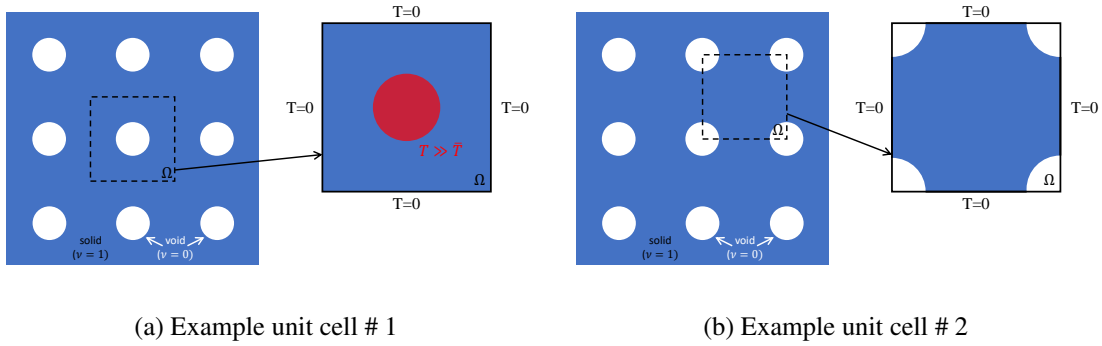 T=0
T=0
T=0
T ≫ T̄
Ω
Ω
T=0
solid
(ν = 1)
void
(ν = 0)
(a) Example unit cell # 1
T=0
T=0
T=0
Ω
Ω
T=0
solid
(ν = 1)
void
(ν = 0)
(b) Example unit cell # 2